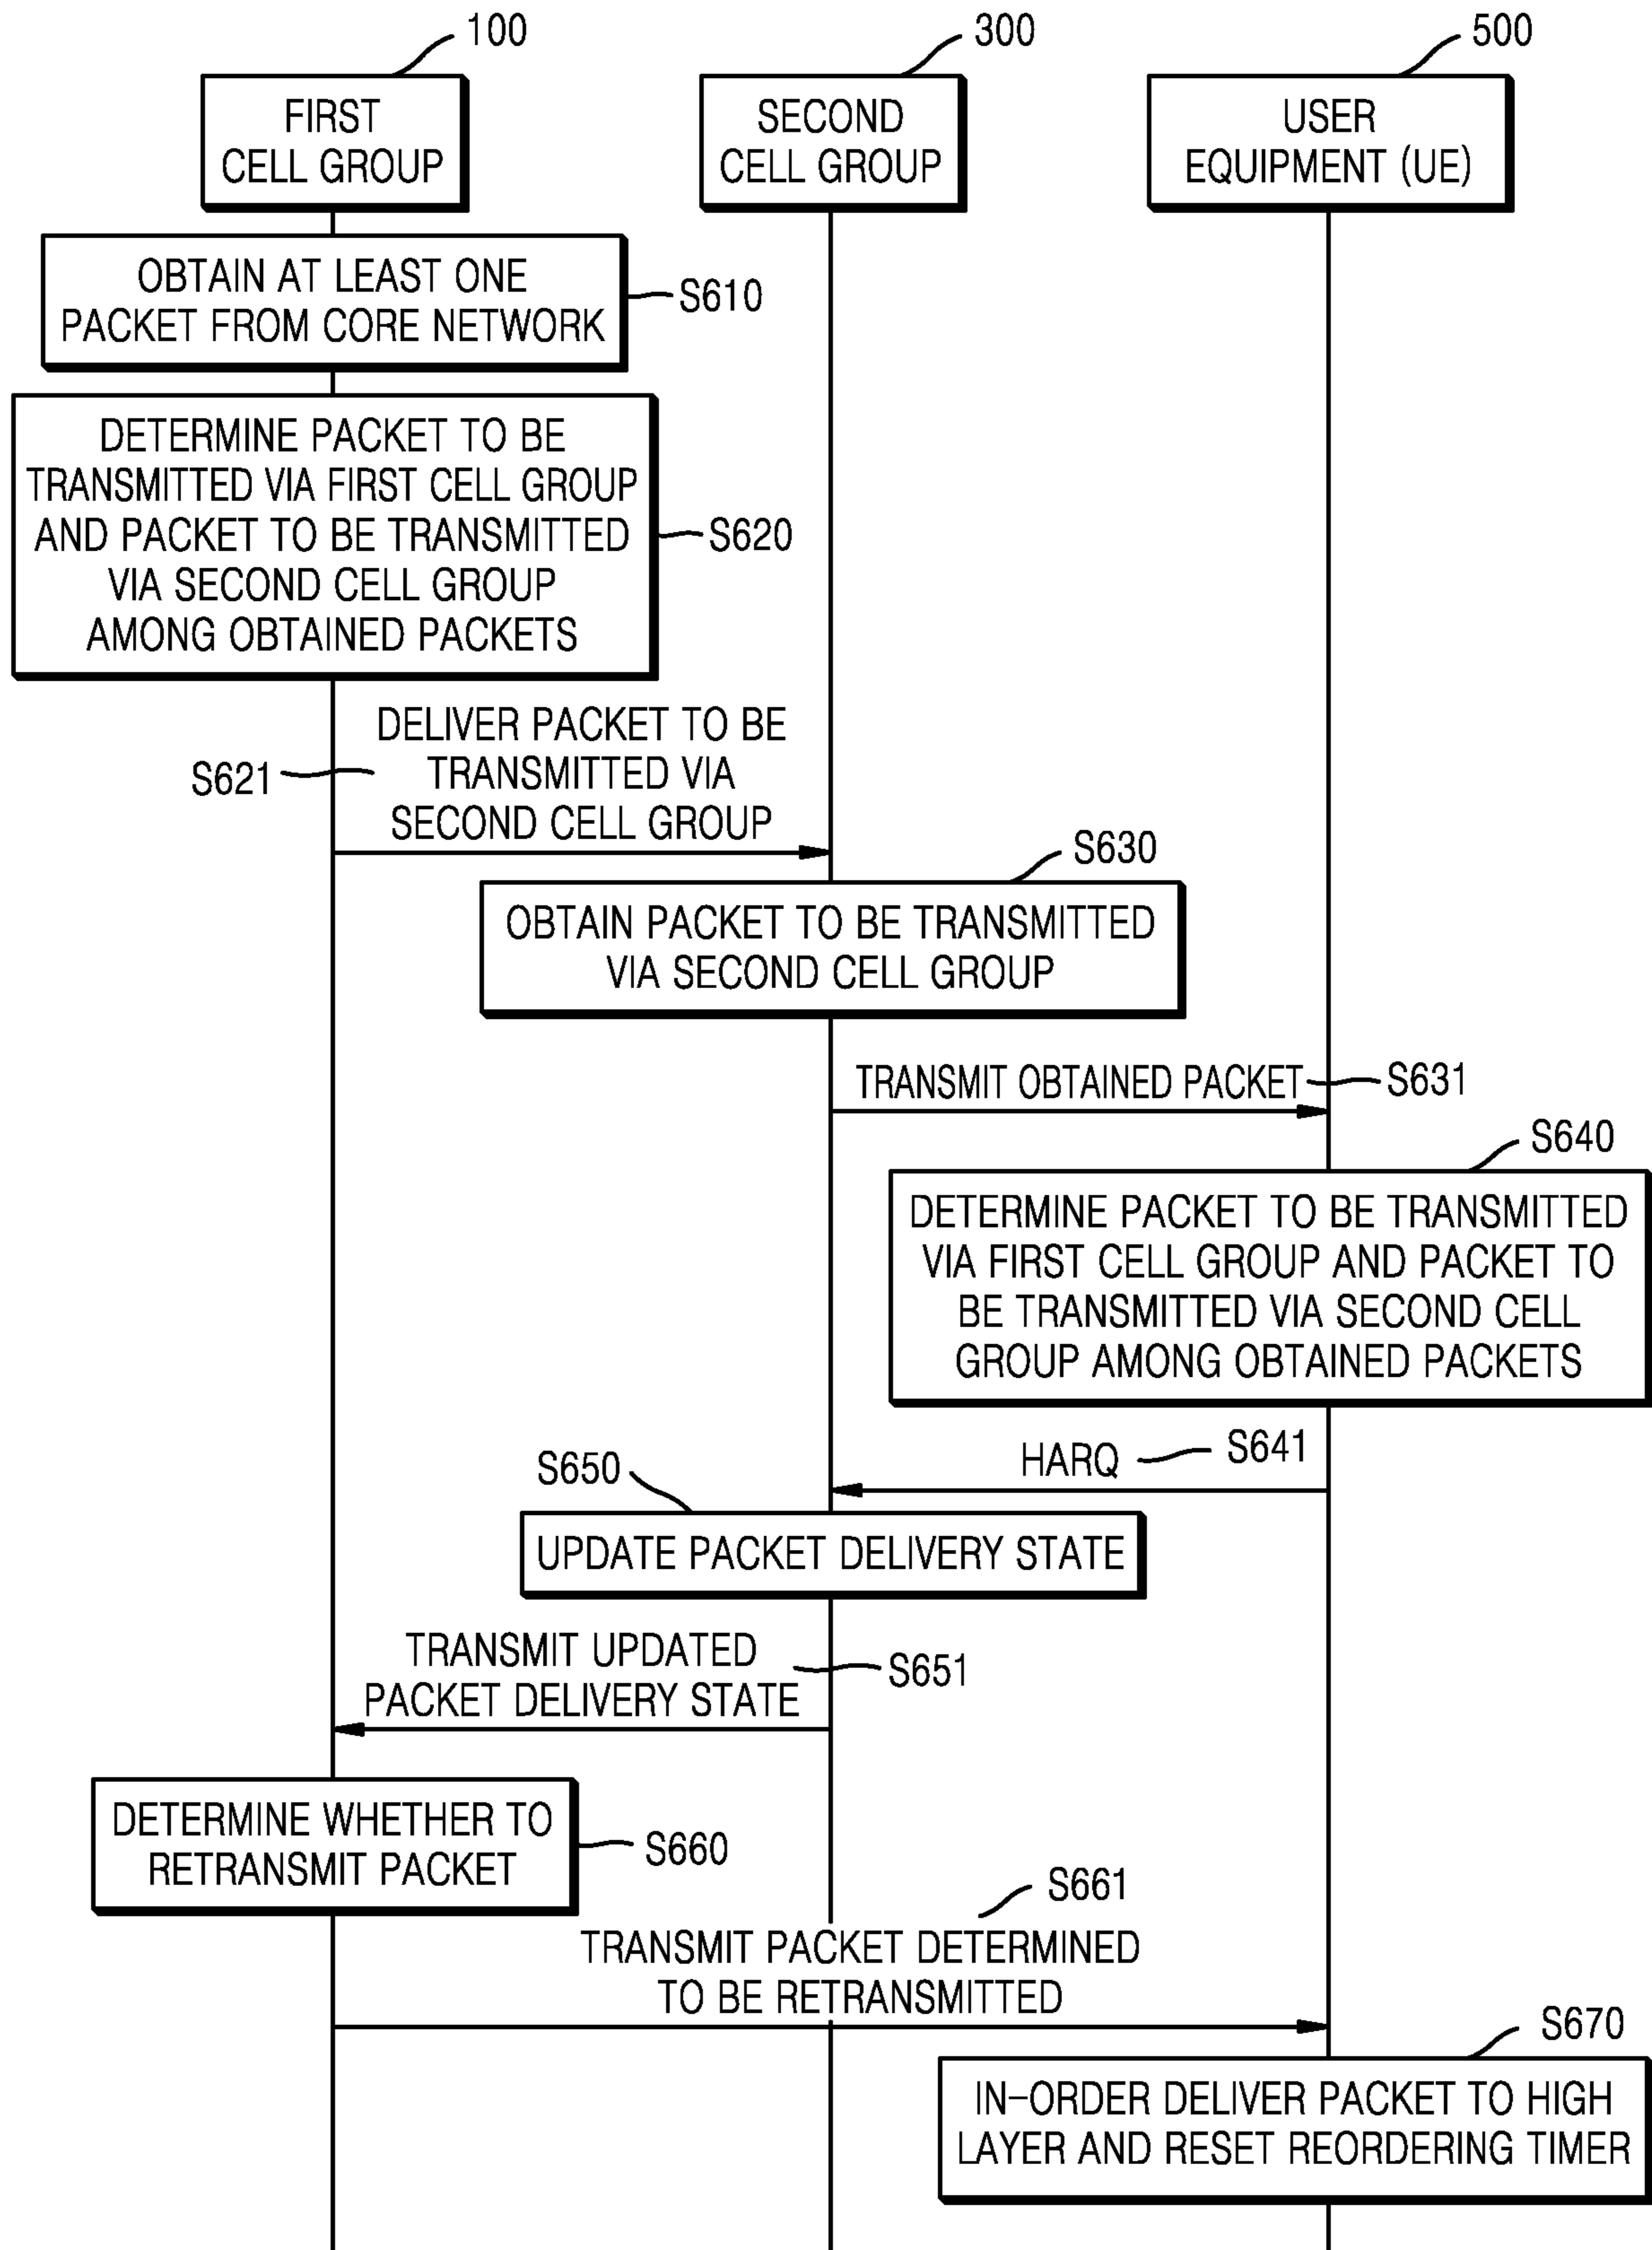 100
300
500
FIRST
CELL GROUP
SECOND
CELL GROUP
USER
EQUIPMENT (UE)
OBTAIN AT LEAST ONE
PACKET FROM CORE NETWORK
S610
DETERMINE PACKET TO BE
TRANSMITTED VIA FIRST CELL GROUP
AND PACKET TO BE TRANSMITTED
VIA SECOND CELL GROUP
AMONG OBTAINED PACKETS
S620
DELIVER PACKET TO BE
TRANSMITTED VIA
SECOND CELL GROUP
S621
S630
OBTAIN PACKET TO BE TRANSMITTED
VIA SECOND CELL GROUP
TRANSMIT OBTAINED PACKET
S631
S640
DETERMINE PACKET TO BE TRANSMITTED
VIA FIRST CELL GROUP AND PACKET TO
BE TRANSMITTED VIA SECOND CELL
GROUP AMONG OBTAINED PACKETS
HARQ
S641
S650
UPDATE PACKET DELIVERY STATE
TRANSMIT UPDATED
PACKET DELIVERY STATE
S651
DETERMINE WHETHER TO
RETRANSMIT PACKET
S660
S661
TRANSMIT PACKET DETERMINED
TO BE RETRANSMITTED
S670
IN-ORDER DELIVER PACKET TO HIGH
LAYER AND RESET REORDERING TIMER